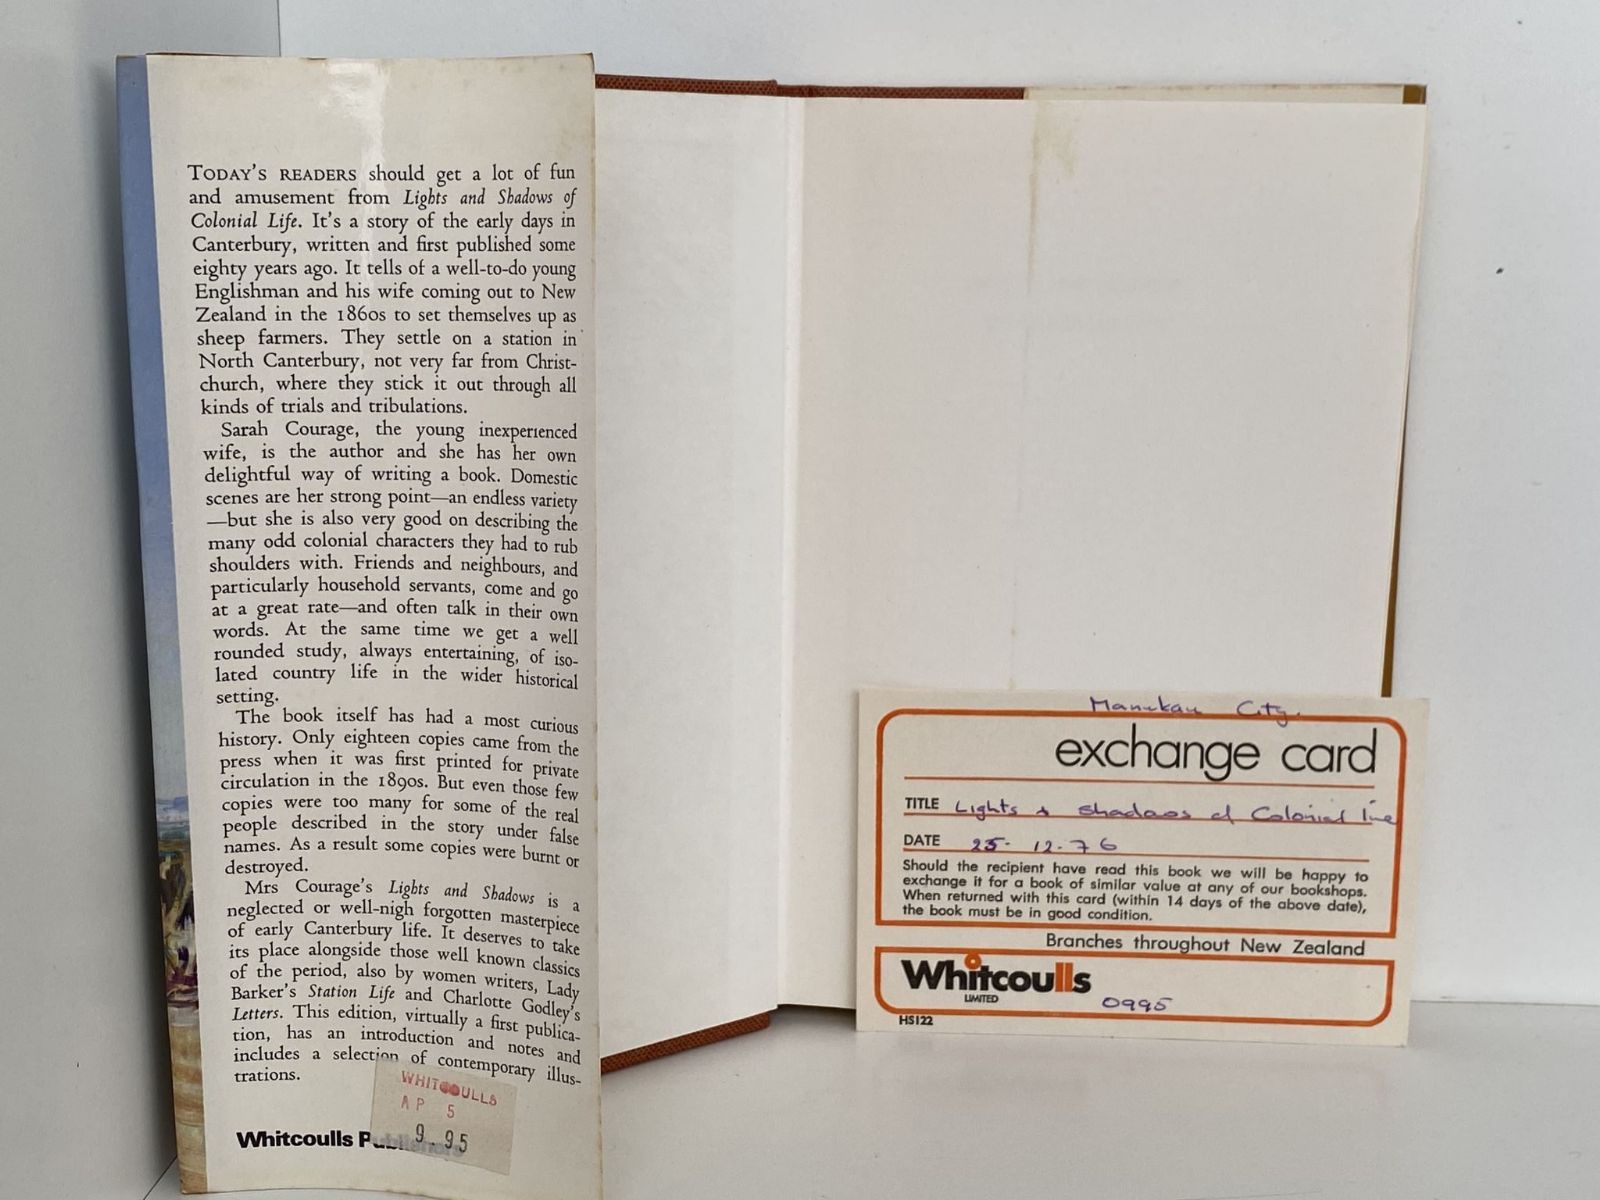 TODAY'S READERS should get a lot of fun
and amusement from Lights and Shadows of
Colonial Life. It's a story of the early days in
Canterbury, written and first published some
eighty years ago. It tells of a well-to-do young
Englishman and his wife coming out to New
Zealand in the 1860s to set themselves up as
sheep farmers. They settle on a station in
North Canterbury, not very far from Christ-
church, where they stick it out through all
kinds of trials and tribulations.
Sarah Courage, the young inexperienced
wife, is the author and she has her own
delightful way of writing a book. Domestic
scenes are her strong point—an endless variety
—but she is also very good on describing the
many odd colonial characters they had to rub
shoulders with. Friends and neighbours, and
particularly household servants, come and go
at a great rate—and often talk in their own
words. At the same time we get a well
rounded study, always entertaining, of iso-
lated country life in the wider historical
setting.
The book itself has had a most curious
history. Only eighteen copies came from the
press when it was first printed for private
circulation in the 1890s. But even those few
copies were too many for some of the real
people described in the story under false
names. As a result some copies were burnt or
destroyed.
Mrs Courage's Lights and Shadows is a
neglected or well-nigh forgotten masterpiece
of early Canterbury life. It deserves to take
its place alongside those well known classics
of the period, also by women writers, Lady
Barker's Station Life and Charlotte Godley's
Letters. This edition, virtually a first publica-
tion, has an introduction and notes and
includes a selection of contemporary illus-
trations.
WHITCOULLS
AP 5
9.95
Whitcoulls Publishers
Manukau City.
exchange card
TITLE Lights & Shadows of Colonial
DATE 25. 12.76
Should the recipient have read this book we will be happy to
exchange it for a book of similar value at any of our bookshops.
When returned with this card (within 14 days of the above date),
the book must be in good condition.
Branches throughout New Zealand
Whitcoulls
LIMITED
0995
HS122